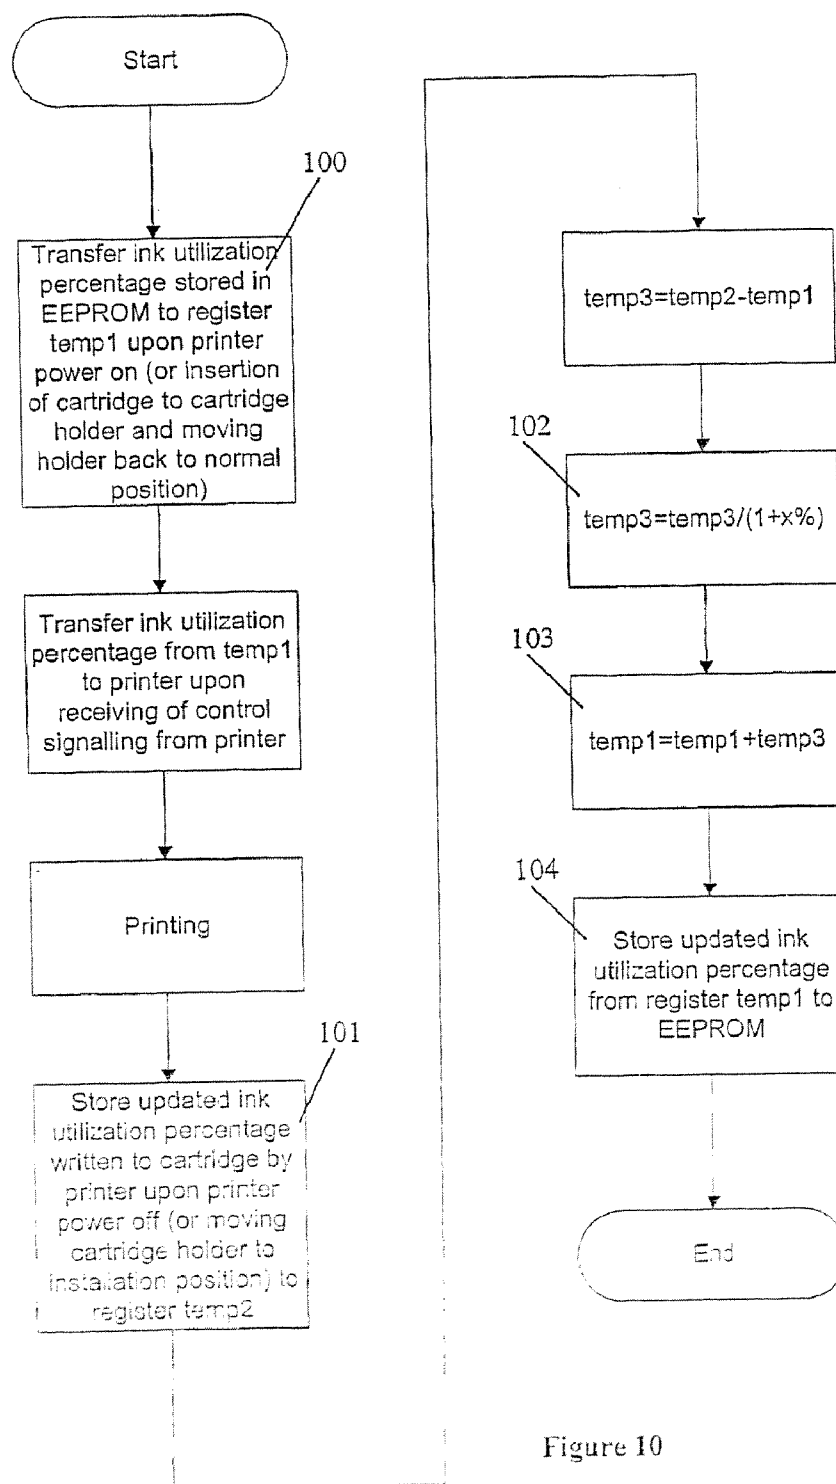 Start
100
Transfer ink utilization
percentage stored in
EEPROM to register
temp1 upon printer
power on (or insertion
of cartridge to cartridge
holder and moving
holder back to normal
position)
Transfer ink utilization
percentage from temp1
to printer upon
receiving of control
signalling from printer
Printing
101
Store updated ink
utilization percentage
written to cartridge by
printer upon printer
power off (or moving
cartridge holder to
installation position) to
register temp2
temp3=temp2-temp1
102
temp3=temp3/(1+x%)
103
temp1=temp1+temp3
104
Store updated ink
utilization percentage
from register temp1 to
EEPROM
End
Figure 10